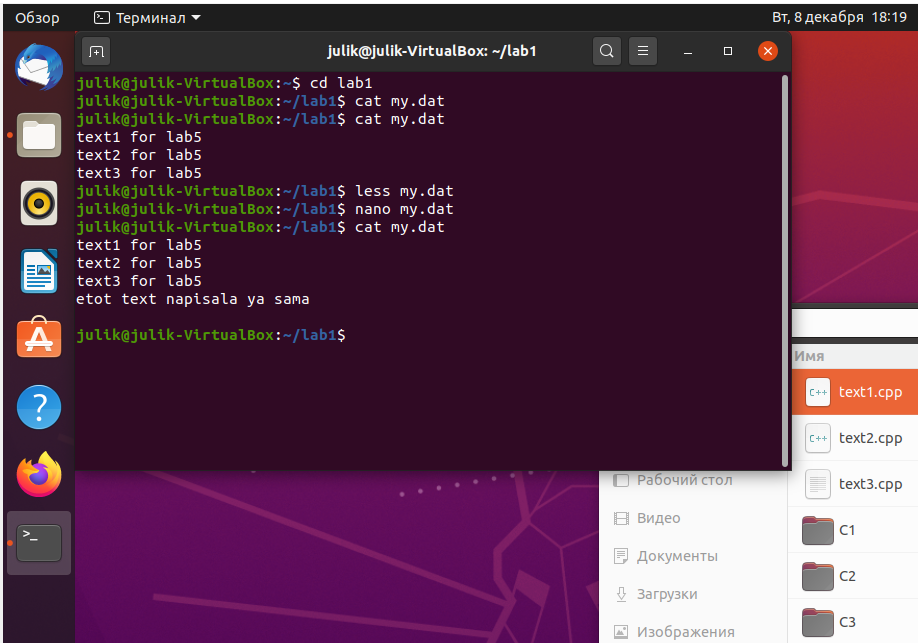 Обзор
Терминал
Вт, 8 декабря 18:19
julik@julik-VirtualBox: ~/lab1
julik@julik-VirtualBox:~$ cd lab1
julik@julik-VirtualBox:~/lab1$ cat my.dat
julik@julik-VirtualBox:~/lab1$ cat my.dat
text1 for lab5
text2 for lab5
text3 for lab5
julik@julik-VirtualBox:~/lab1$ less my.dat
julik@julik-VirtualBox:~/lab1$ nano my.dat
julik@julik-VirtualBox:~/lab1$ cat my.dat
text1 for lab5
text2 for lab5
text3 for lab5
etot text napisala ya sama
julik@julik-VirtualBox:~/lab1$
Имя
C++ text1.cpp
C++ text2.cpp
text3.cpp
C1
C2
C3
Рабочий стол
Видео
Документы
Загрузки
Изображения